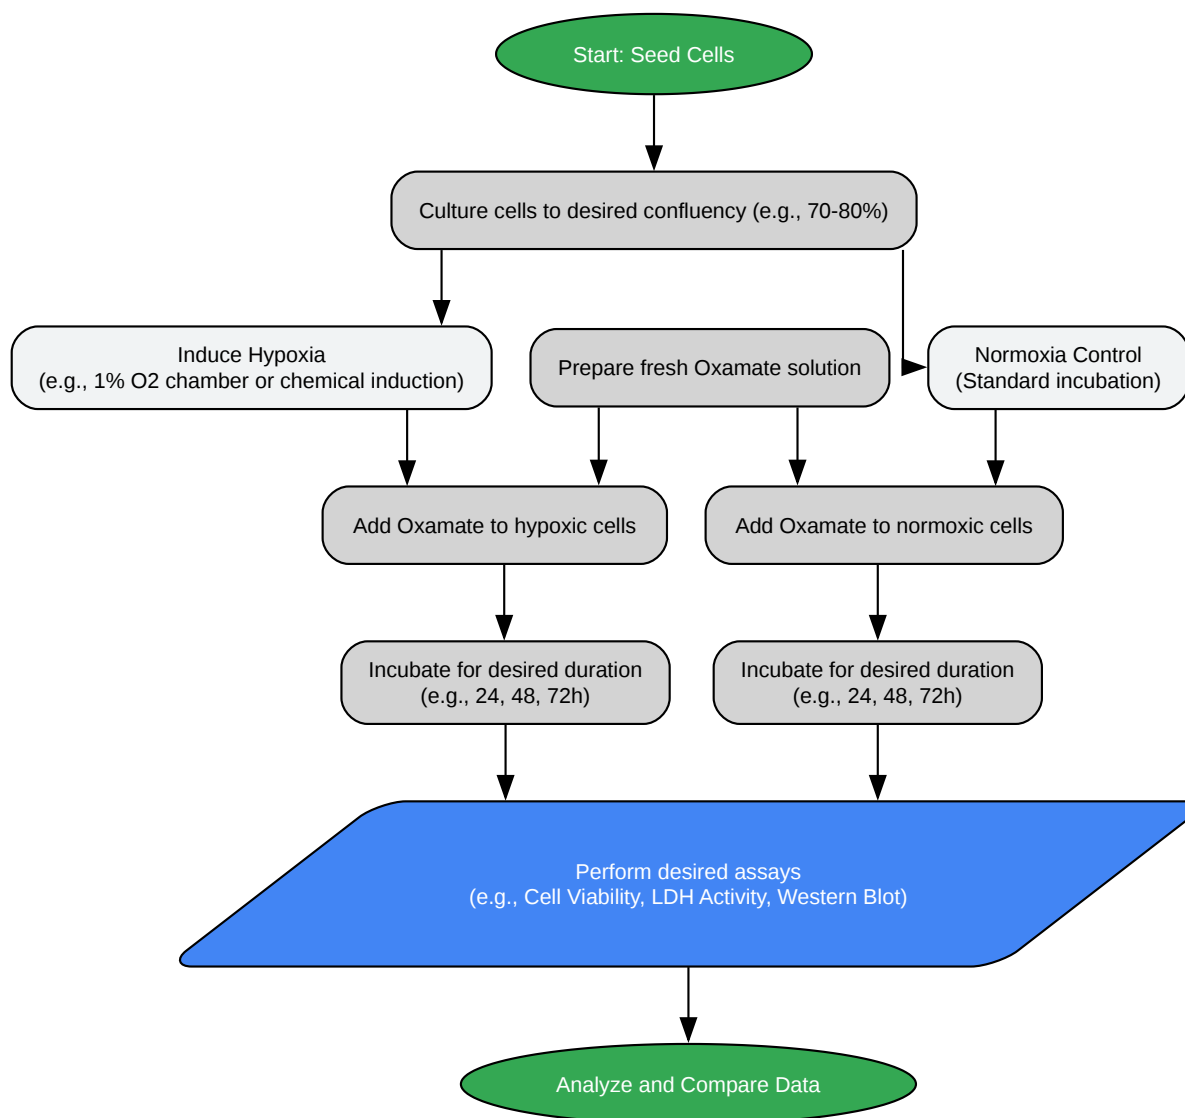 Start: Seed Cells
Culture cells to desired confluency (e.g., 70-80%)
Induce Hypoxia
(e.g., 1% O2 chamber or chemical induction)
Prepare fresh Oxamate solution
Normoxia Control
(Standard incubation)
Add Oxamate to hypoxic cells
Add Oxamate to normoxic cells
Incubate for desired duration
(e.g., 24, 48, 72h)
Incubate for desired duration
(e.g., 24, 48, 72h)
Perform desired assays
(e.g., Cell Viability, LDH Activity, Western Blot)
Analyze and Compare Data